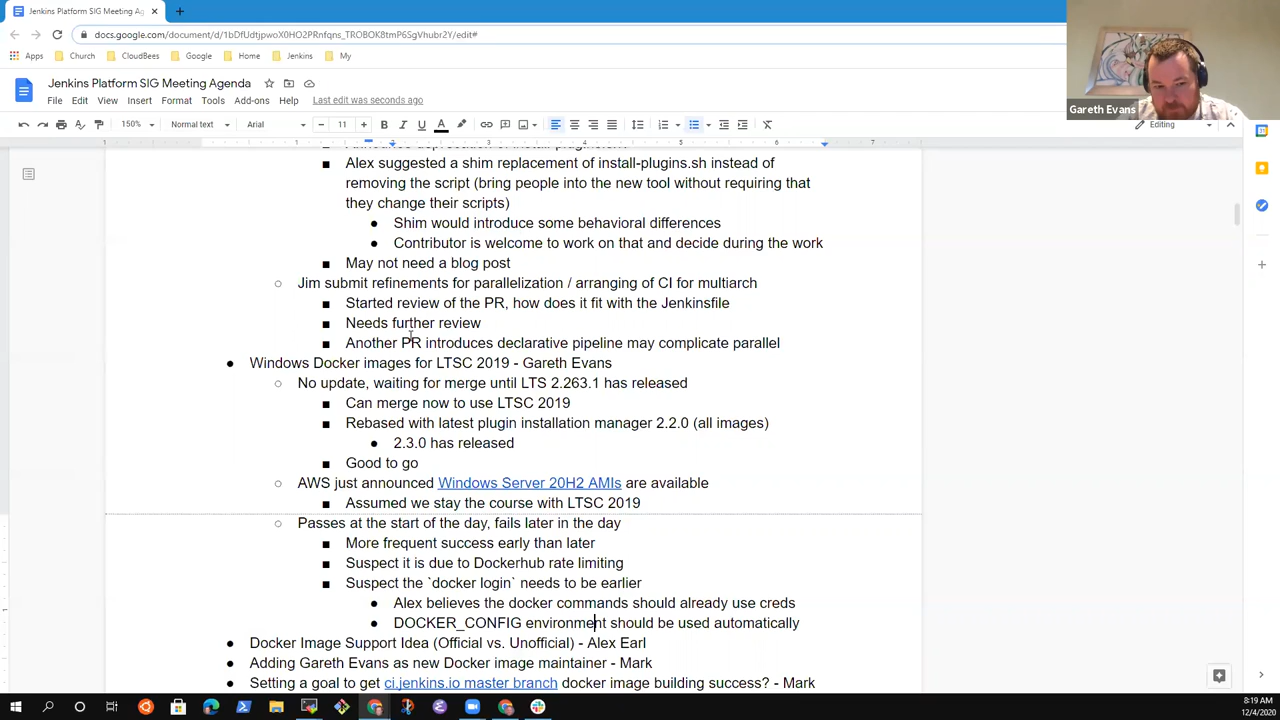 Jenkins Platform SIG Meeting Ag
docs.google.com/document/d/1bDfUdtjpwoX0HO2PRnfqns_TROBOK8tmP6SgVhubr2Y/edit#
Apps Church CloudBees Google Home Jenkins My
Jenkins Platform SIG Meeting Agenda
File Edit View Insert Format Tools Add-ons Help Last edit was seconds ago
Gareth Evans
150% Normal text Arial 11 Editing
1 2 3 4 5 6 7
Alex suggested a shim replacement of install-plugins.sh instead of
removing the script (bring people into the new tool without requiring that
they change their scripts)
Shim would introduce some behavioral differences
Contributor is welcome to work on that and decide during the work
May not need a blog post
Jim submit refinements for parallelization / arranging of CI for multiarch
Started review of the PR, how does it fit with the Jenkinsfile
Needs further review
Another PR introduces declarative pipeline may complicate parallel
Windows Docker images for LTSC 2019 - Gareth Evans
No update, waiting for merge until LTS 2.263.1 has released
Can merge now to use LTSC 2019
Rebased with latest plugin installation manager 2.2.0 (all images)
2.3.0 has released
Good to go
AWS just announced Windows Server 20H2 AMIs are available
Assumed we stay the course with LTSC 2019
Passes at the start of the day, fails later in the day
More frequent success early than later
Suspect it is due to Dockerhub rate limiting
Suspect the `docker login` needs to be earlier
Alex believes the docker commands should already use creds
DOCKER_CONFIG environment should be used automatically
Docker Image Support Idea (Official vs. Unofficial) - Alex Earl
Adding Gareth Evans as new Docker image maintainer - Mark
Setting a goal to get ci.jenkins.io master branch docker image building success? - Mark
8:19 AM
12/4/2020